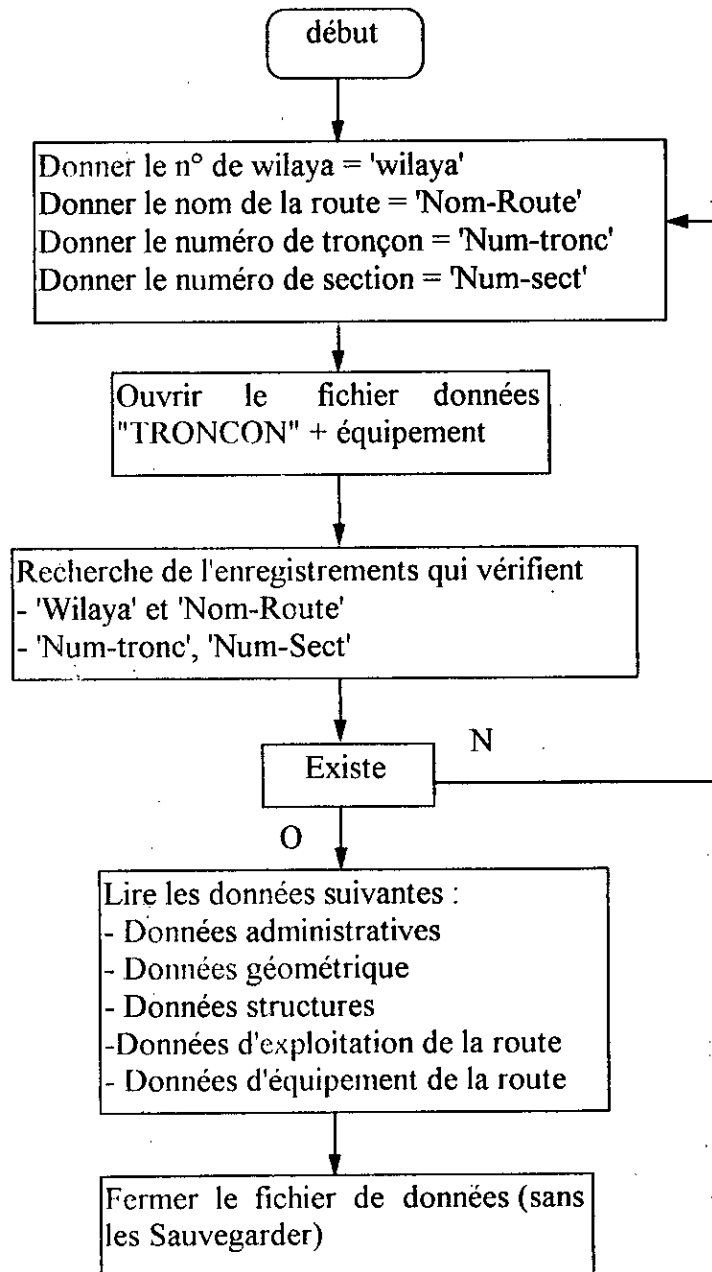 début
Donner le n° de wilaya = 'wilaya'
Donner le nom de la route = 'Nom-Route'
Donner le numéro de tronçon = 'Num-tronc'
Donner le numéro de section = 'Num-sect'
Ouvrir le fichier données
"TRONCON" + équipement
Recherche de l'enregistrements qui vérifient
- 'Wilaya' et 'Nom-Route'
- 'Num-tronc', 'Num-Sect'
Existe
N
O
Lire les données suivantes :
- Données administratives
- Données géométrique
- Données structures
-Données d'exploitation de la route
- Données d'équipement de la route
Fermer le fichier de données (sans
les Sauvegarder)